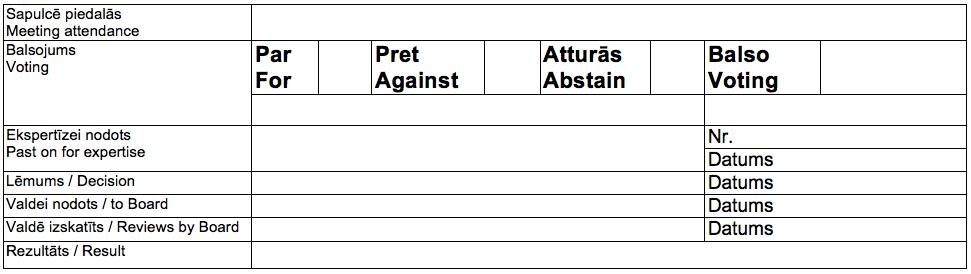 Sapulcē piedalās
Meeting attendance
Balsojums
Voting
Par
For
Pret
Against
Atturās
Abstain
Balso
Voting
Ekspertīzei nodots
Past on for expertise
Nr.
Datums
Lēmums / Decision
Datums
Valdei nodots / to Board
Datums
Valdē izskatīts / Reviews by Board
Datums
Rezultāts / Result